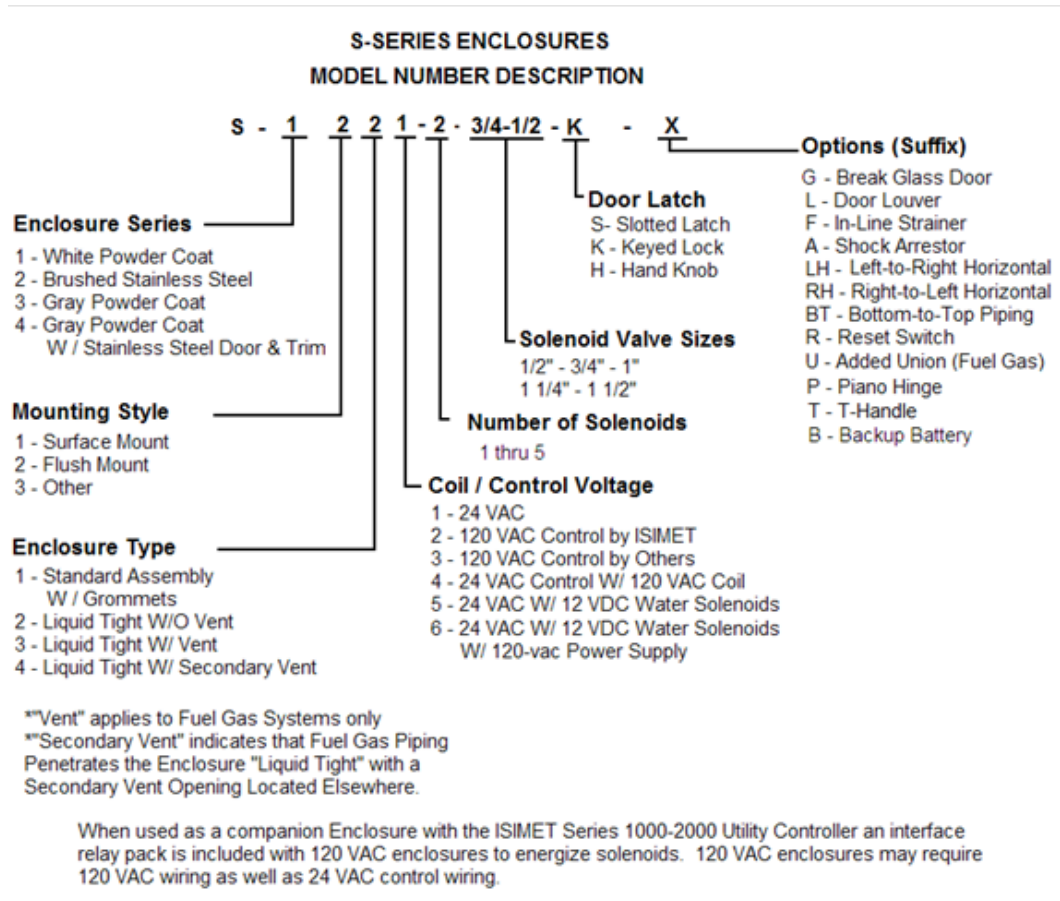 S-SERIES ENCLOSURES
MODEL NUMBER DESCRIPTION
S - 1 2 2 1 - 2 - 3/4-1/2 - K - X
Enclosure Series
1 - White Powder Coat
2 - Brushed Stainless Steel
3 - Gray Powder Coat
4 - Gray Powder Coat
W / Stainless Steel Door & Trim
Mounting Style
1 - Surface Mount
2 - Flush Mount
3 - Other
Enclosure Type
1 - Standard Assembly
W / Grommets
2 - Liquid Tight W/O Vent
3 - Liquid Tight W/ Vent
4 - Liquid Tight W/ Secondary Vent
Coil / Control Voltage
1 - 24 VAC
2 - 120 VAC Control by ISIMET
3 - 120 VAC Control by Others
4 - 24 VAC Control W/ 120 VAC Coil
5 - 24 VAC W/ 12 VDC Water Solenoids
6 - 24 VAC W/ 12 VDC Water Solenoids
W/ 120-vac Power Supply
Number of Solenoids
1 thru 5
Solenoid Valve Sizes
1/2" - 3/4" - 1"
1 1/4" - 1 1/2"
Door Latch
S- Slotted Latch
K - Keyed Lock
H - Hand Knob
Options (Suffix)
G - Break Glass Door
L - Door Louver
F - In-Line Strainer
A - Shock Arrestor
LH - Left-to-Right Horizontal
RH - Right-to-Left Horizontal
BT - Bottom-to-Top Piping
R - Reset Switch
U - Added Union (Fuel Gas)
P - Piano Hinge
T - T-Handle
B - Backup Battery
*"Vent" applies to Fuel Gas Systems only
*"Secondary Vent" indicates that Fuel Gas Piping
Penetrates the Enclosure "Liquid Tight" with a
Secondary Vent Opening Located Elsewhere.
When used as a companion Enclosure with the ISIMET Series 1000-2000 Utility Controller an interface
relay pack is included with 120 VAC enclosures to energize solenoids. 120 VAC enclosures may require
120 VAC wiring as well as 24 VAC control wiring.